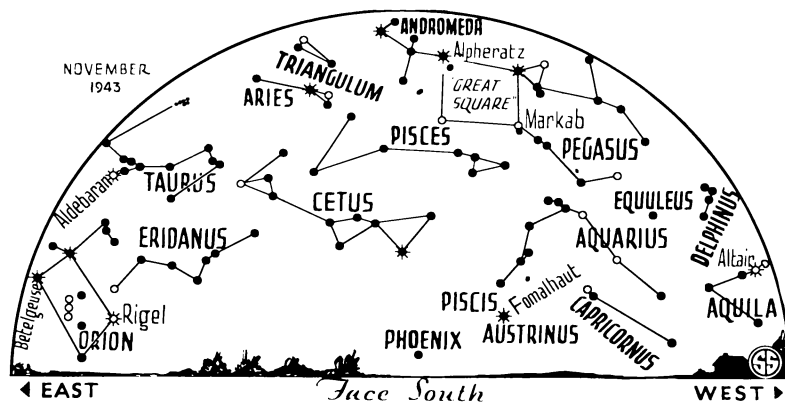 NOVEMBER
1943
ANDROMEDA
Alpheratz
TRIANGULUM
ARIES
"GREAT
SQUARE"
Markab
PISCES
PEGASUS
Aldebaran
TAURUS
CETUS
EQUULEUS
DELPHINUS
ERIDANUS
AQUARIUS
Altair
Betelgeuse
Rigel
ORION
PISCIS
AUSTRINUS
Fomalhaut
CAPRICORNUS
AQUILA
PHOENIX
SS
EAST
Face South
WEST